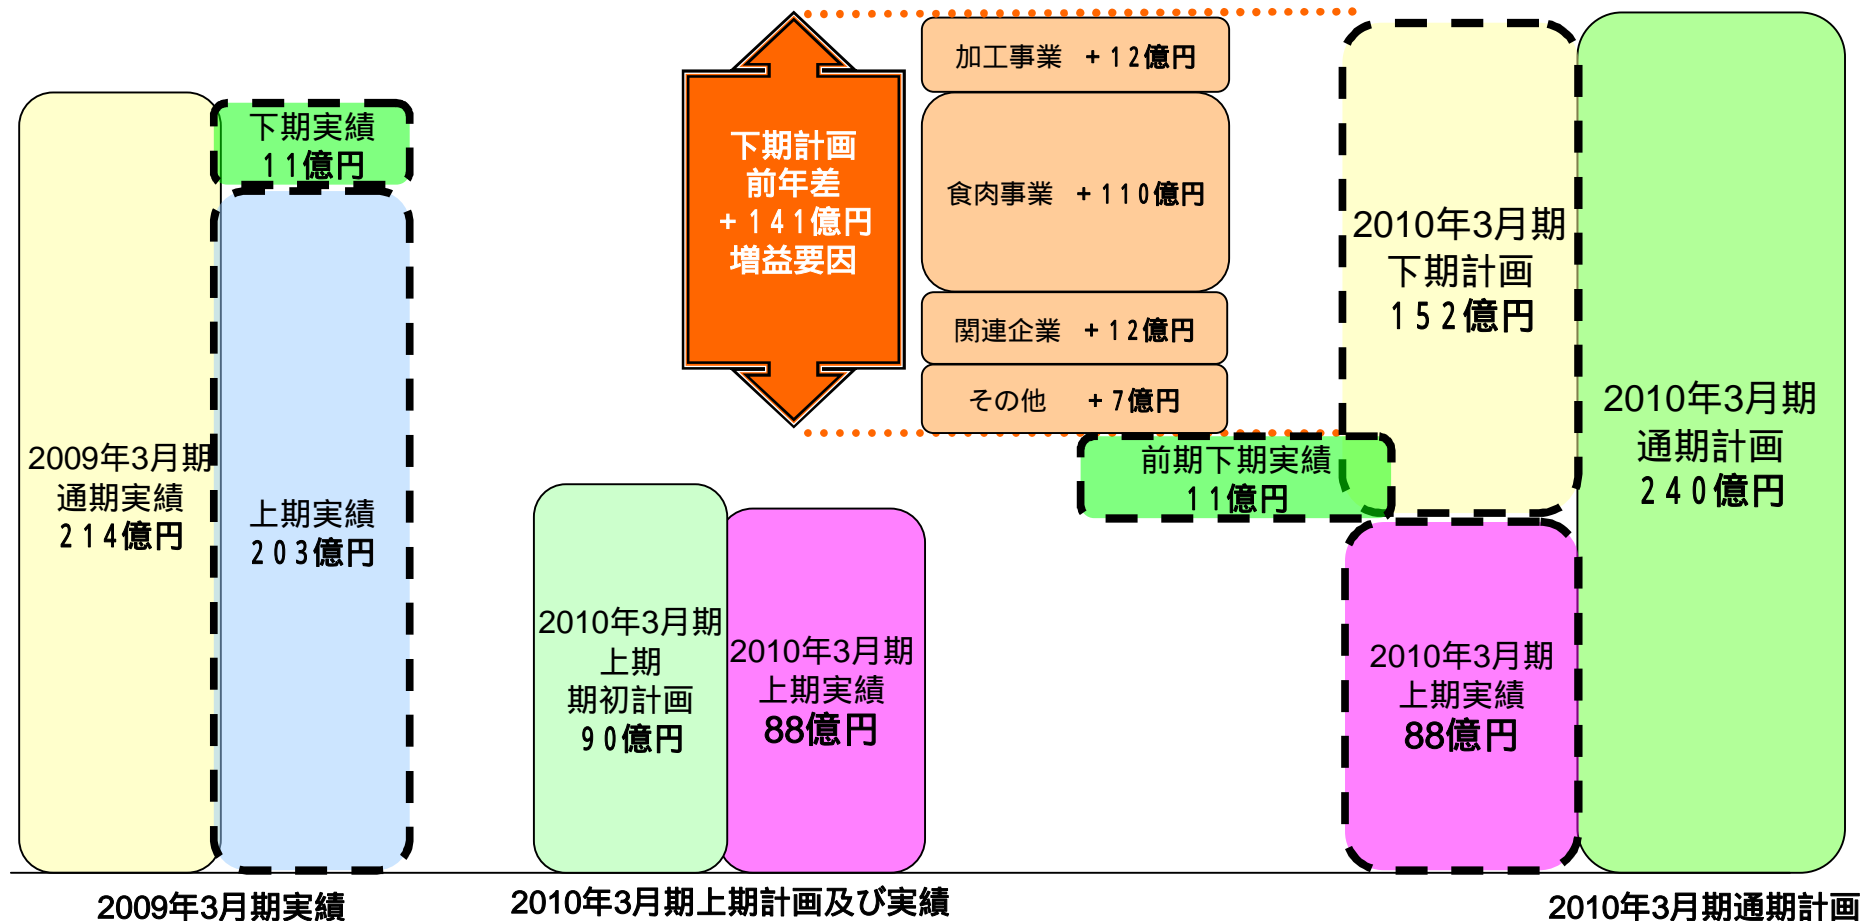 下期実績
11億円
2009年3月期
通期実績
214億円
上期実績
203億円
2009年3月期実績
2010年3月期
上期
期初計画
90億円
2010年3月期
上期実績
88億円
2010年3月期上期計画及び実績
下期計画
前年差
+141億円
増益要因
加工事業 +12億円
食肉事業 +110億円
関連企業 +12億円
その他 +7億円
前期下期実績
11億円
2010年3月期
下期計画
152億円
2010年3月期
上期実績
88億円
2010年3月期
通期計画
240億円
2010年3月期通期計画